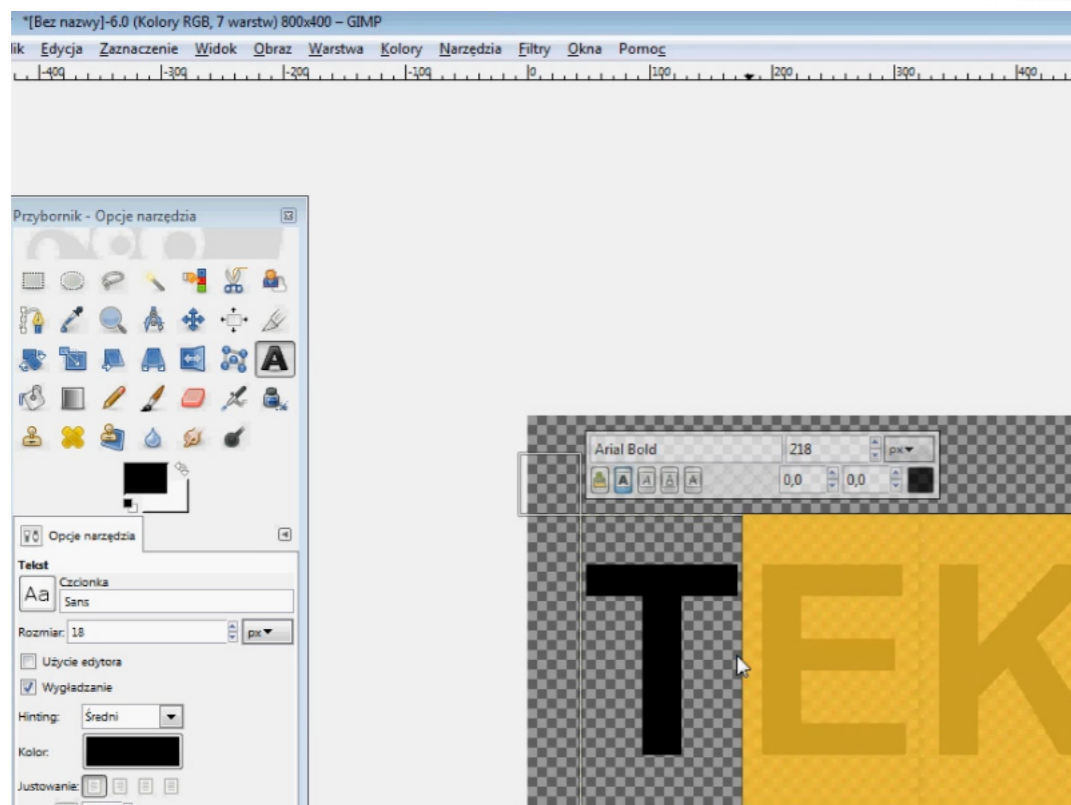 *[Bez nazwy]-6.0 (Kolory RGB, 7 warstw) 800x400 – GIMP
lik Edycja Zaznaczenie Widok Obraz Warstwa Kolory Narzędzia Filtry Okna Pomoc
-400 -300 -200 -100 0 100 200 300 400
Przybornik - Opcje narzędzia
Arial Bold 218 px
A A A A 0,0 0,0
TEK
Opcje narzędzia
Tekst
Aa Czcionka
Sans
Rozmiar: 18 px
Użycie edytora
Wygładzanie
Hinting: Średni
Kolor:
Justowanie: